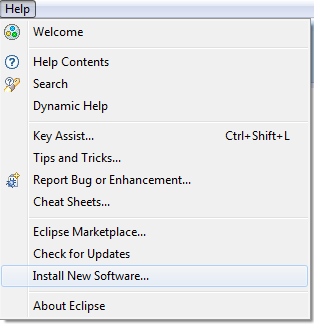 Help
Welcome
Help Contents
Search
Dynamic Help
Key Assist... Ctrl+Shift+L
Tips and Tricks...
Report Bug or Enhancement...
Cheat Sheets...
Eclipse Marketplace...
Check for Updates
Install New Software...
About Eclipse